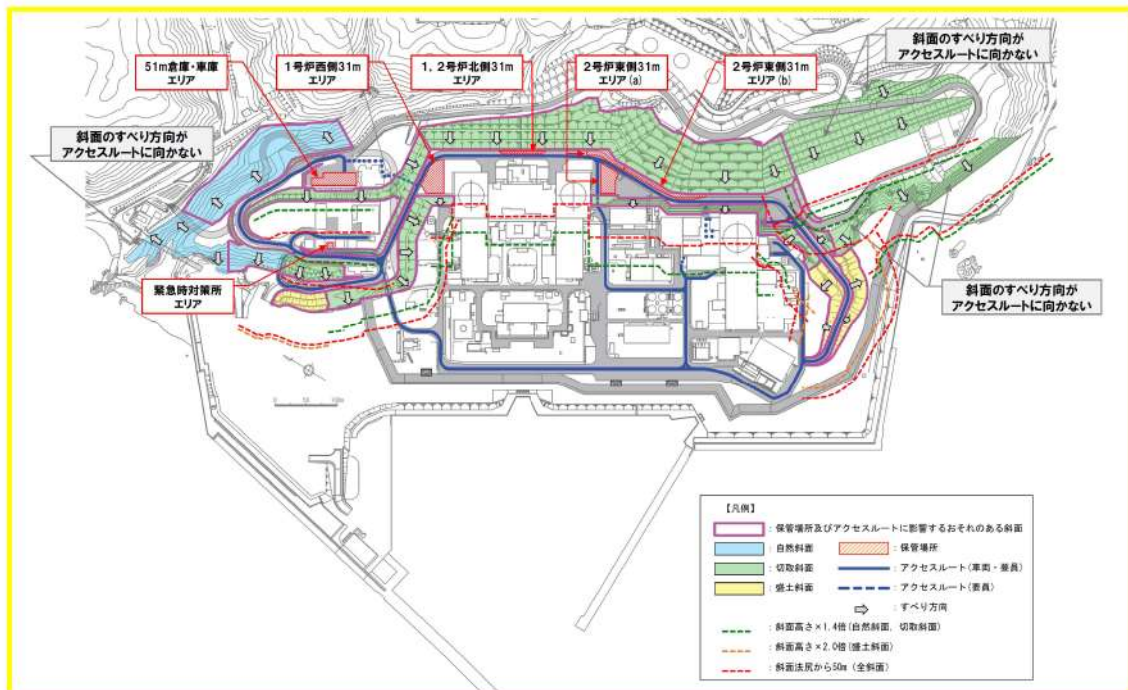 斜面のすべり方向が
アクセスルートに向かない
51m倉庫・車庫
エリア
1号炉西側31m
エリア
1，2号炉北側31m
エリア
2号炉東側31m
エリア(a)
2号炉東側31m
エリア(b)
斜面のすべり方向が
アクセスルートに向かない
緊急時対策所
エリア
斜面のすべり方向が
アクセスルートに向かない
0 50 100m
【凡例】
：保管場所及びアクセスルートに影響するおそれのある斜面
：自然斜面
：保管場所
：切取斜面
：アクセスルート(車両・要員)
：盛土斜面
：アクセスルート(要員)
：すべり方向
：斜面高さ×1.4倍(自然斜面，切取斜面)
：斜面高さ×2.0倍(盛土斜面)
：斜面法尻から50m（全斜面）